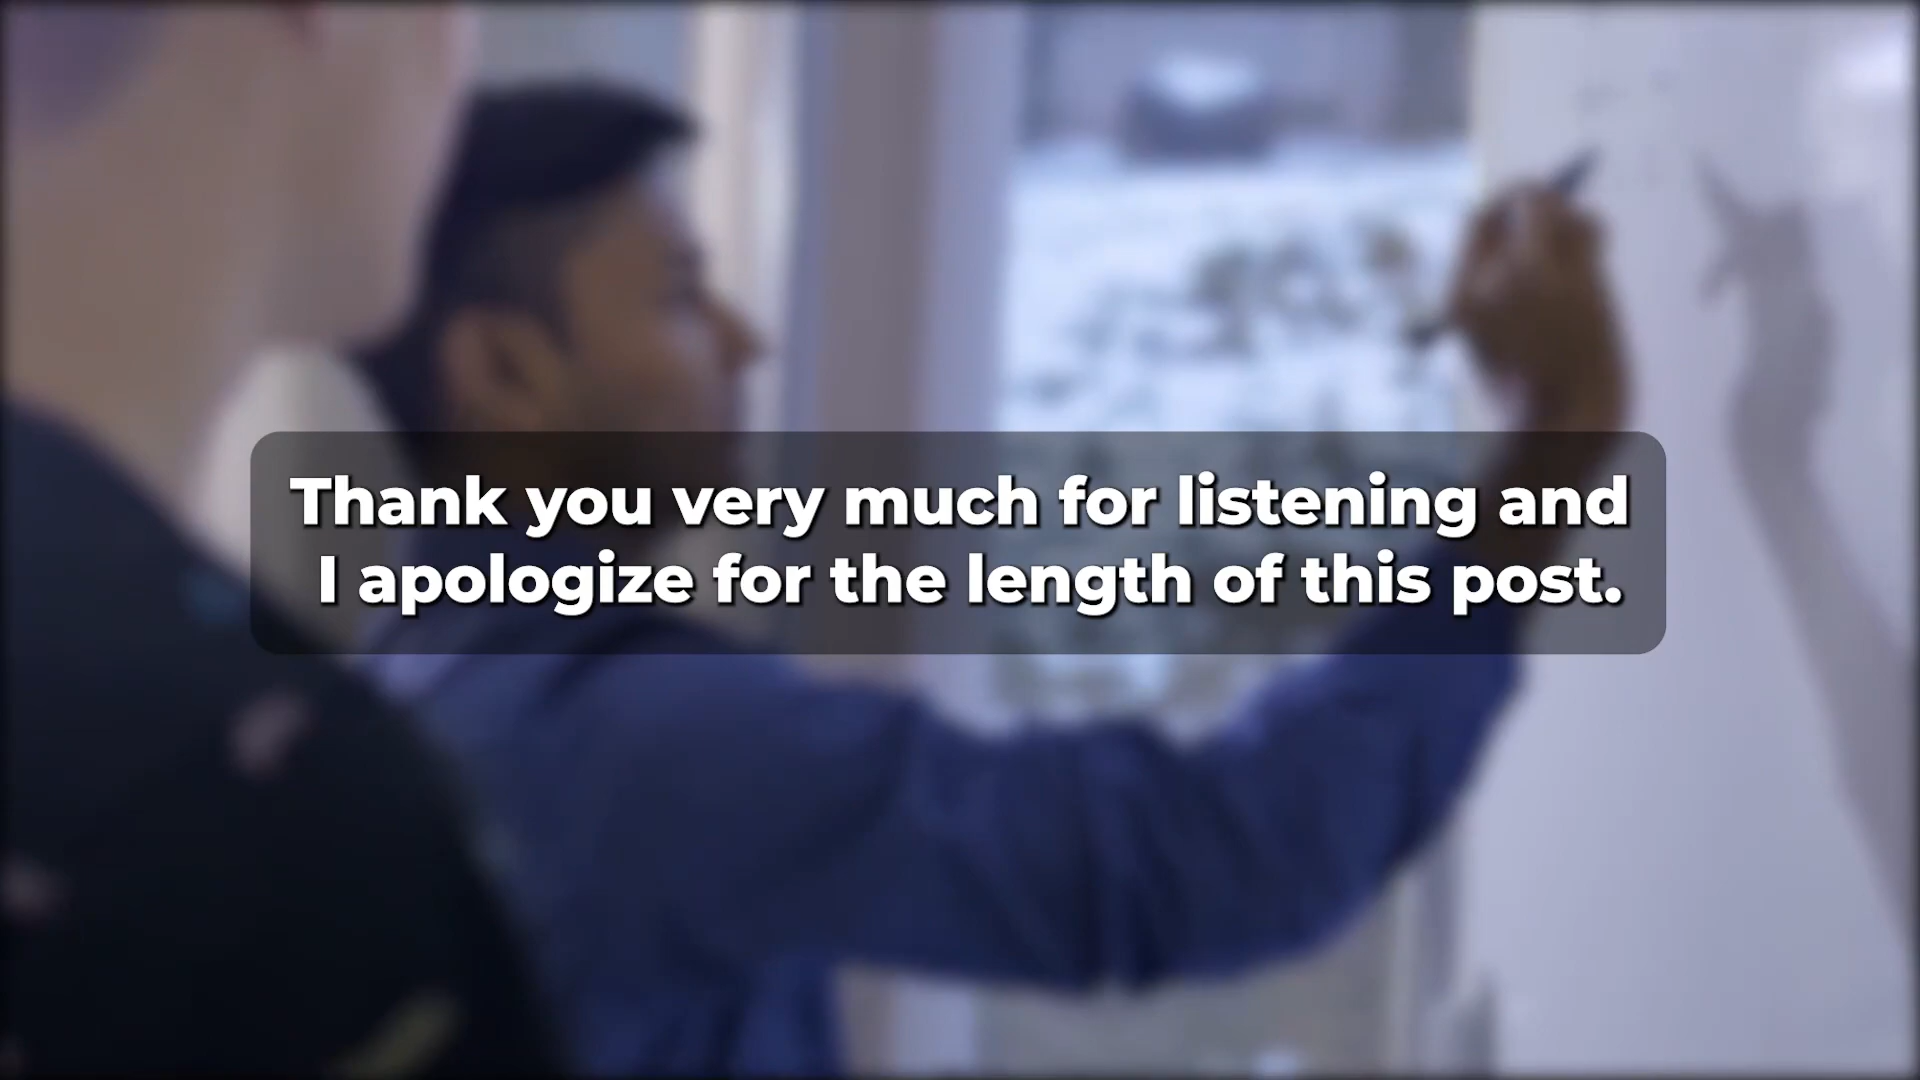 Thank you very much for listening and
I apologize for the length of this post.